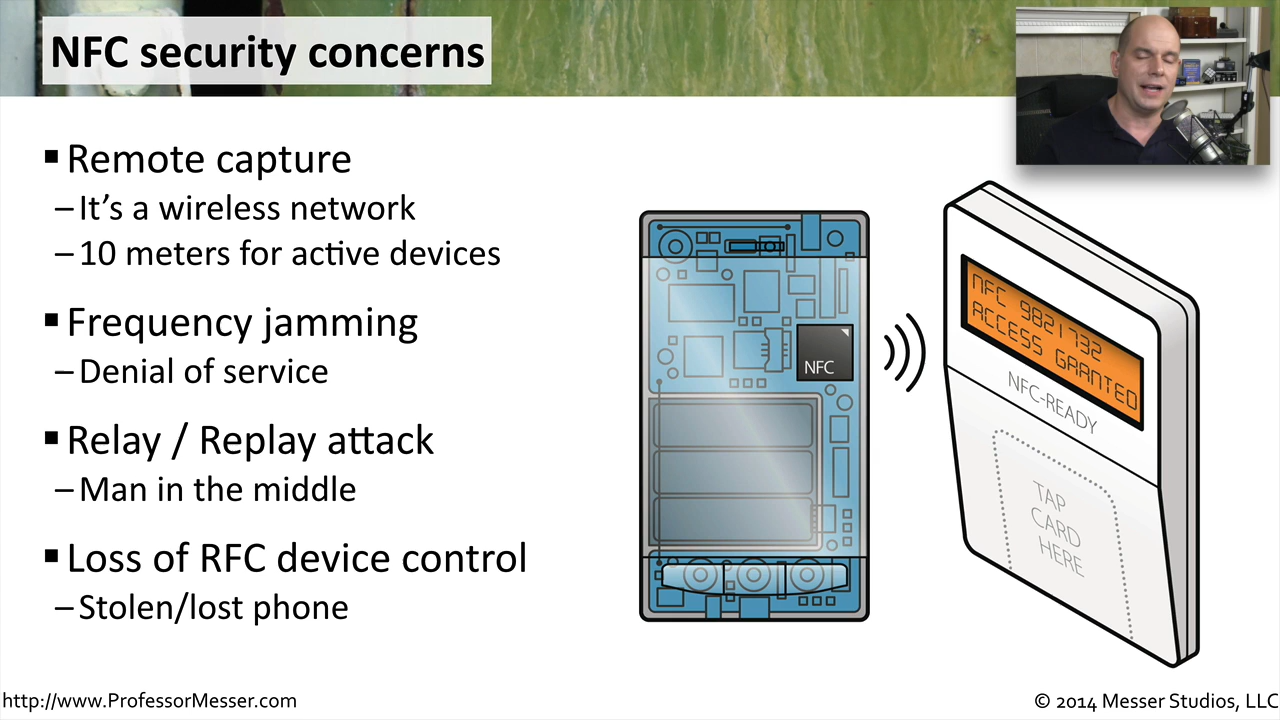 NFC security concerns
▪ Remote capture
– It's a wireless network
– 10 meters for active devices
▪ Frequency jamming
– Denial of service
▪ Relay / Replay attack
– Man in the middle
▪ Loss of RFC device control
– Stolen/lost phone
NFC
NFC 9821732
ACCESS GRANTED
NFC-READY
TAP
CARD
HERE
http://www.ProfessorMesser.com
© 2014 Messer Studios, LLC